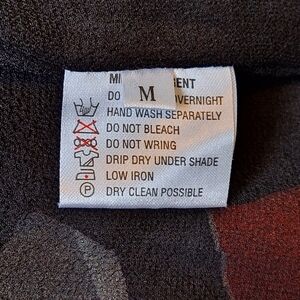 M
DO
HAND WASH SEPARATELY
DO NOT BLEACH
DO NOT WRING
DRIP DRY UNDER SHADE
LOW IRON
P DRY CLEAN POSSIBLE